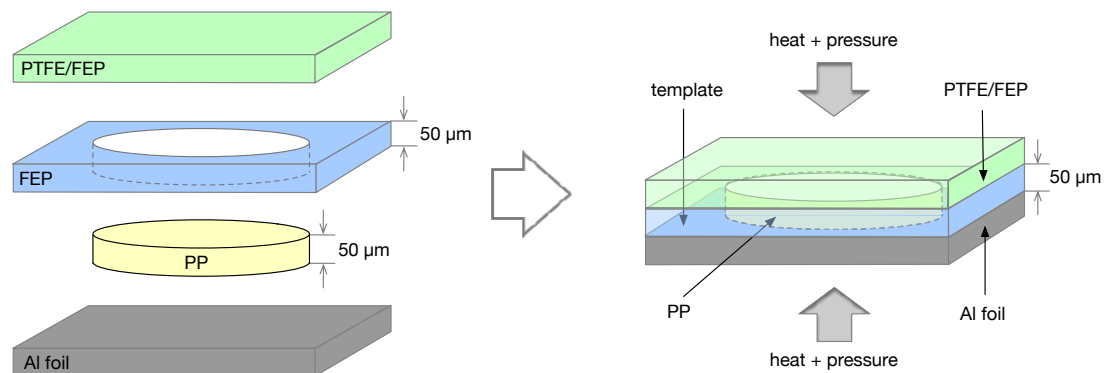 PTFE/FEP
50 µm
FEP
50 µm
PP
Al foil
heat + pressure
template
PTFE/FEP
50 µm
PP
Al foil
heat + pressure